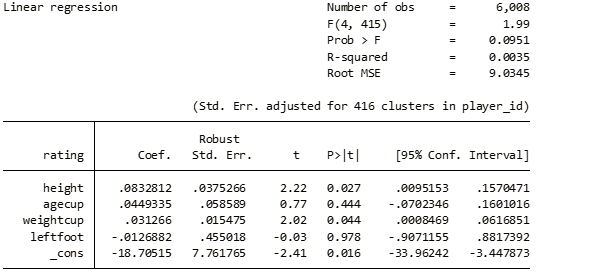 Linear regression Number of obs = 6,008
F(4, 415) = 1.99
Prob > F = 0.0951
R-squared = 0.0035
Root MSE = 9.0345
(Std. Err. adjusted for 416 clusters in player_id)
Robust
rating Coef. Std. Err. t P>|t| [95% Conf. Interval]
height .0832812 .0375266 2.22 0.027 .0095153 .1570471
agecup .0449335 .058589 0.77 0.444 -.0702346 .1601016
weightcup .031266 .015475 2.02 0.044 .0008469 .0616851
leftfoot -.0126882 .455018 -0.03 0.978 -.9071155 .8817392
_cons -18.70515 7.761765 -2.41 0.016 -33.96242 -3.447873